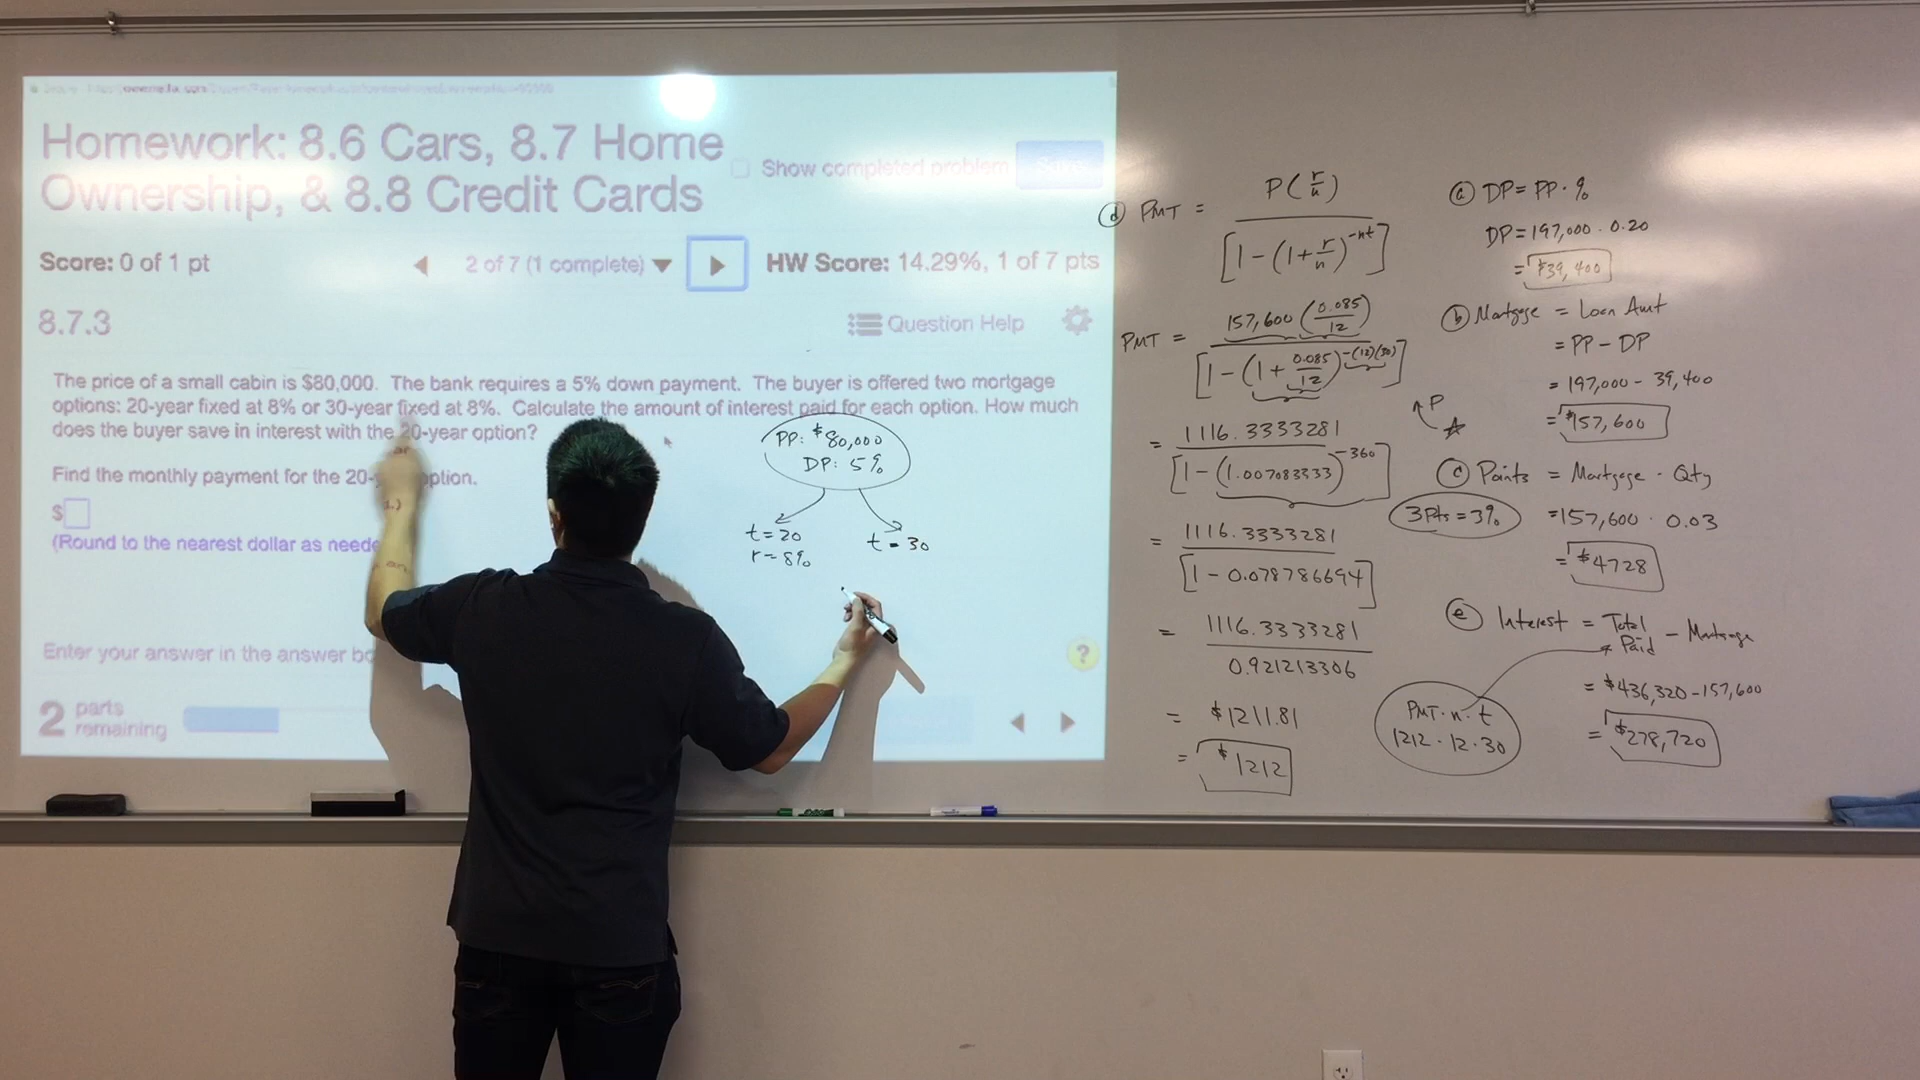 Homework: 8.6 Cars, 8.7 Home
Ownership, & 8.8 Credit Cards
Show completed problem
Save
Score: 0 of 1 pt
2 of 7 (1 complete)
HW Score: 14.29%, 1 of 7 pts
8.7.3
Question Help
The price of a small cabin is $80,000. The bank requires a 5% down payment. The buyer is offered two mortgage
options: 20-year fixed at 8% or 30-year fixed at 8%. Calculate the amount of interest paid for each option. How much
does the buyer save in interest with the 20-year option?
Find the monthly payment for the 20-
$
(Round to the nearest dollar as neede
Enter your answer in the answer bo
2 parts
remaining
?
PP: $80,000
DP: 5%
t = 20
r = 8%
t = 30
ⓓ PMT = P(r/n) / [1 - (1 + r/n)^-nt]
PMT = 157,600 (0.085/12) / [1 - (1 + 0.085/12)^-(12)(30)]
= 1116.3333281 / [1 - (1.007083333)^-360]
= 1116.3333281 / [1 - 0.078786694]
= 1116.3333281 / 0.921213306
= $1211.81
= $1212
P
ⓐ DP = PP · %
DP = 197,000 · 0.20
= $39,400
ⓑ Mortgage = Loan Amt
= PP - DP
= 197,000 - 39,400
= $157,600
ⓒ Points = Mortgage · Qty
3 Pts = 3%
= 157,600 · 0.03
= $4728
ⓔ Interest = Total Paid - Mortgage
= $436,320 - 157,600
PMT · n · t
1212 · 12 · 30
= $278,720